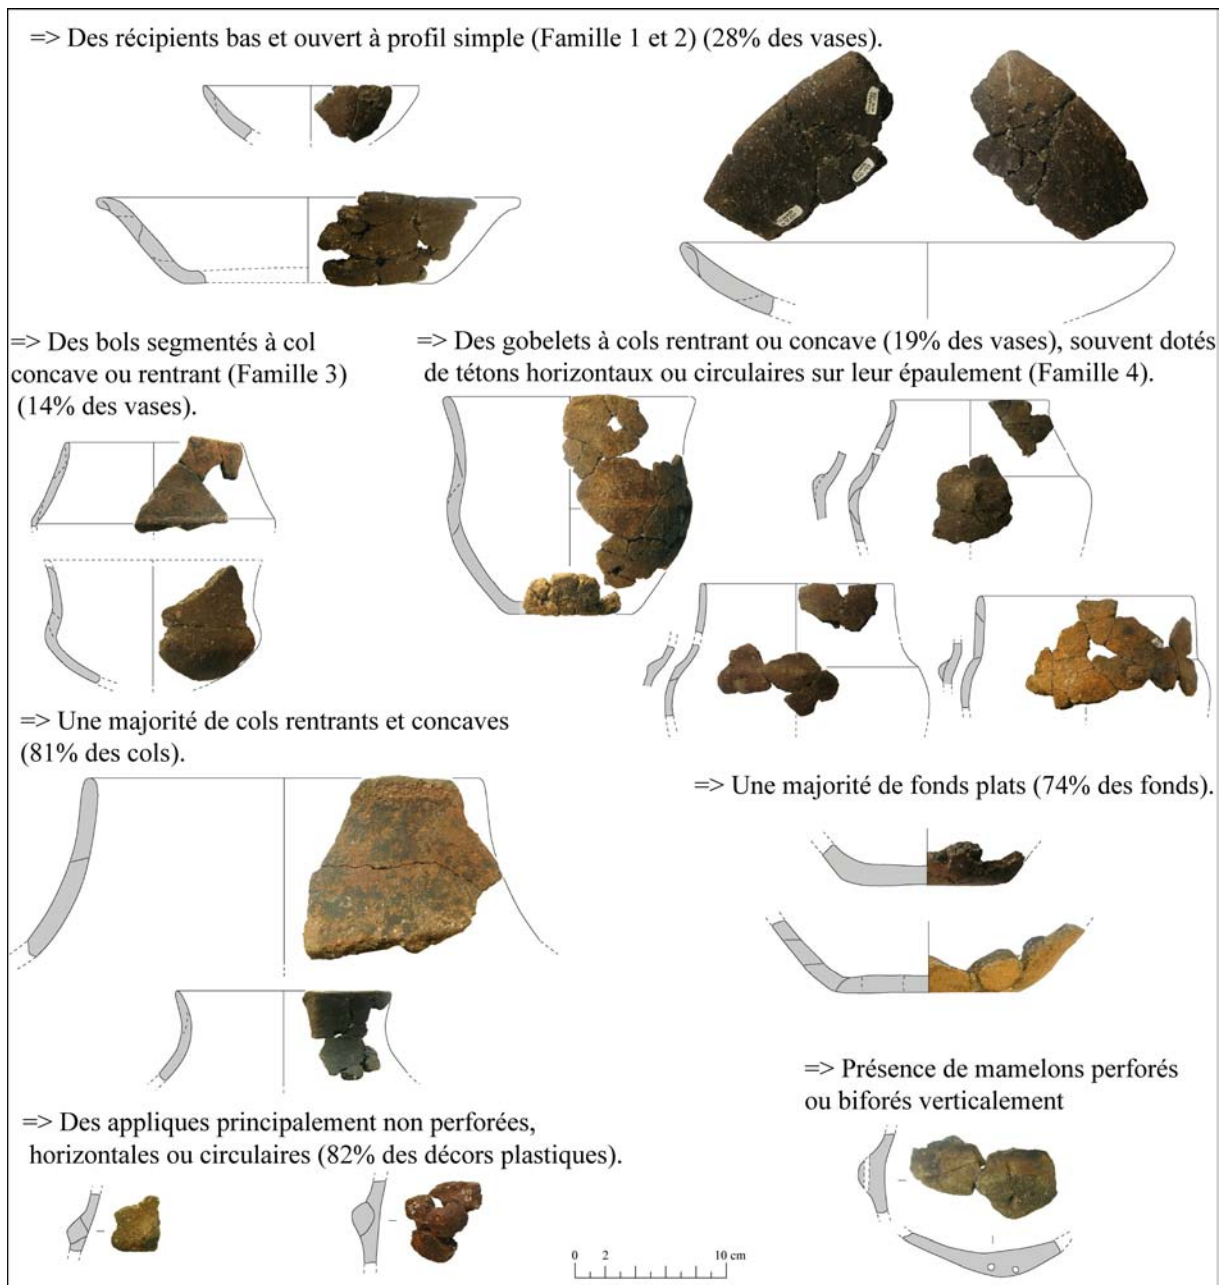 => Des récipients bas et ouvert à profil simple (Famille 1 et 2) (28% des vases).
=> Des bols segmentés à col
concave ou rentrant (Famille 3)
(14% des vases).
=> Des gobelets à cols rentrant ou concave (19% des vases), souvent dotés
de tétons horizontaux ou circulaires sur leur épaulement (Famille 4).
=> Une majorité de cols rentrants et concaves
(81% des cols).
=> Une majorité de fonds plats (74% des fonds).
=> Présence de mamelons perforés
ou biforés verticalement
=> Des appliques principalement non perforées,
horizontales ou circulaires (82% des décors plastiques).
0 2 10 cm